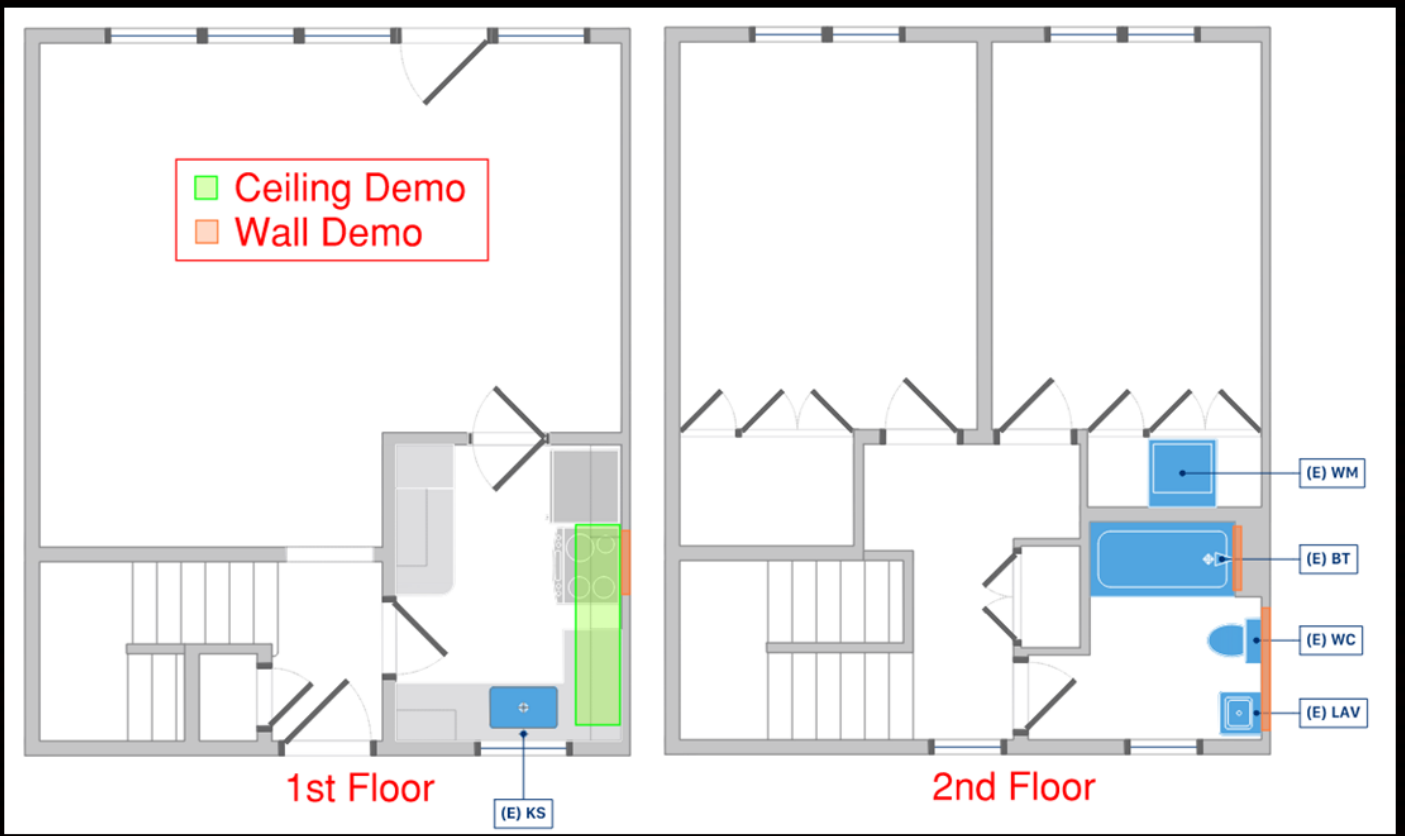 Ceiling Demo
Wall Demo
(E) WM
(E) BT
(E) WC
(E) LAV
1st Floor
2nd Floor
(E) KS